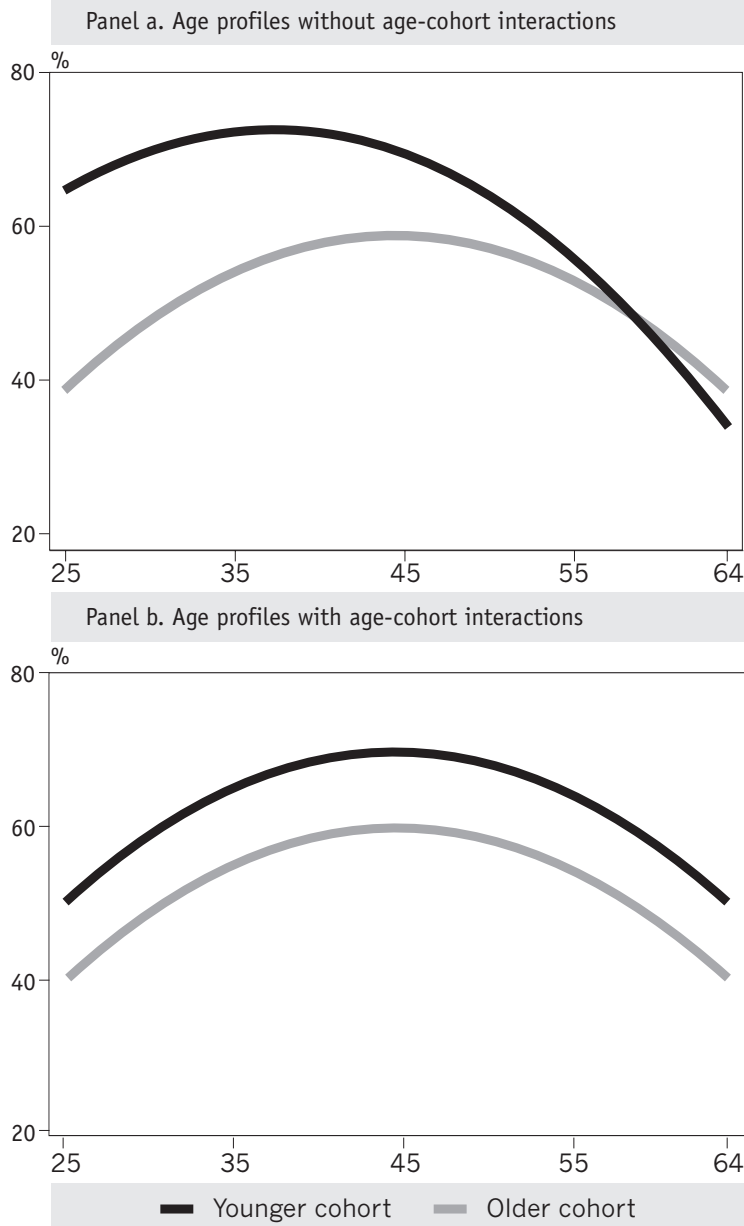 Panel a. Age profiles without age-cohort interactions
%
80
60
40
20
25 35 45 55 64
Panel b. Age profiles with age-cohort interactions
%
80
60
40
20
25 35 45 55 64
Younger cohort Older cohort